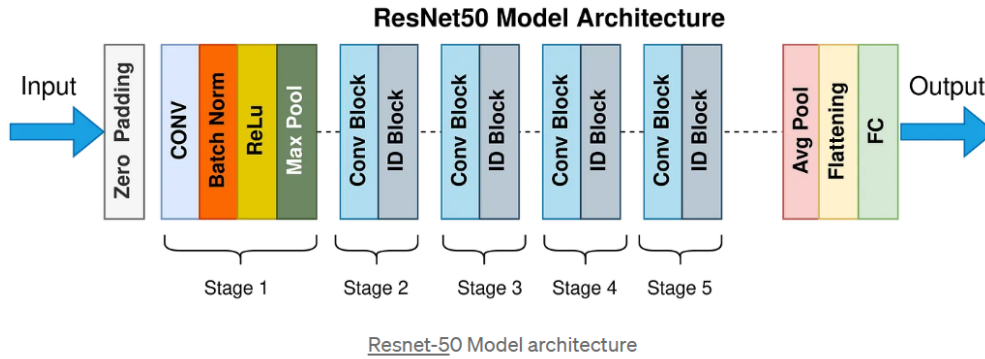 ResNet50 Model Architecture
Input
Zero Padding
CONV
Batch Norm
ReLu
Max Pool
Conv Block
ID Block
Conv Block
ID Block
Conv Block
ID Block
Conv Block
ID Block
Avg Pool
Flattening
FC
Output
Stage 1
Stage 2
Stage 3
Stage 4
Stage 5
Resnet-50 Model architecture